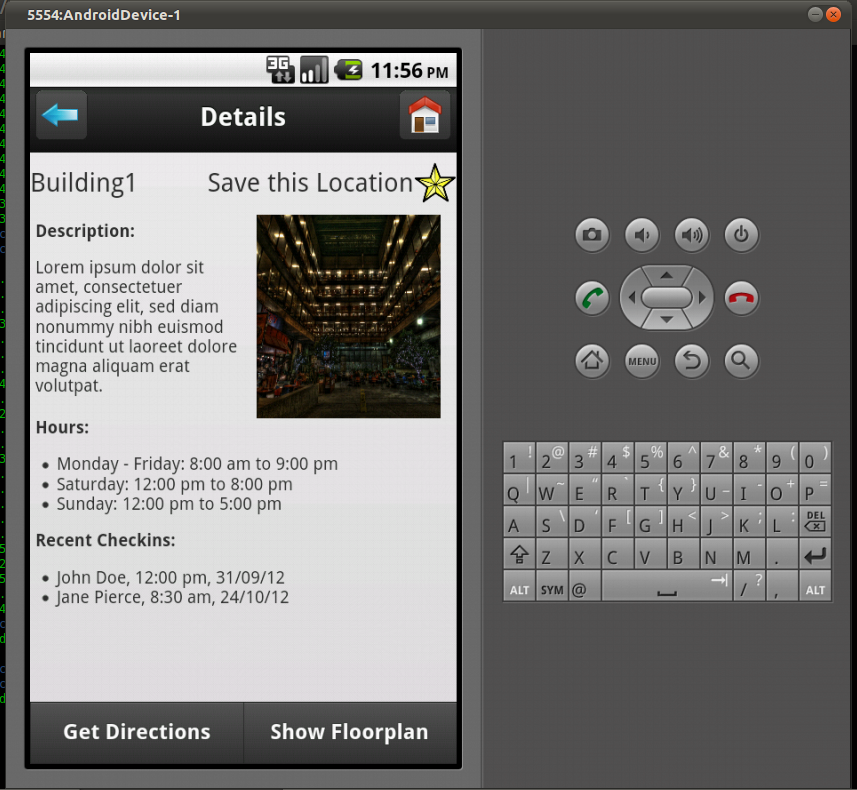 5554:AndroidDevice-1
3G 11:56 PM
Details
Building1 Save this Location
Description:
Lorem ipsum dolor sit
amet, consectetuer
adipiscing elit, sed diam
nonummy nibh euismod
tincidunt ut laoreet dolore
magna aliquam erat
volutpat.
Hours:
Monday - Friday: 8:00 am to 9:00 pm
Saturday: 12:00 pm to 8:00 pm
Sunday: 12:00 pm to 5:00 pm
Recent Checkins:
John Doe, 12:00 pm, 31/09/12
Jane Pierce, 8:30 am, 24/10/12
Get Directions Show Floorplan
MENU
1 ! 2 @ 3 # 4 $ 5 % 6 ^ 7 & 8 * 9 ( 0 )
Q | W ~ E " R ` T { Y } U _ I - O + P =
A S \ D ' F [ G ] H < J > K ; L : DEL
Z X C V B N M .
ALT SYM @ / ? , ALT